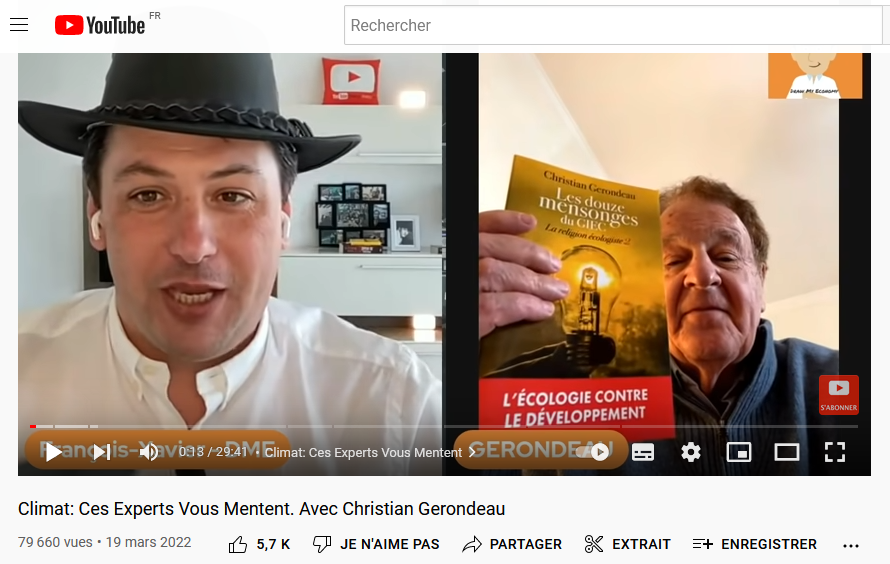 YouTube FR
Rechercher
DRAW MY ECONOMY
Christian Gerondeau
Les douze
mensonges
du GIEC
La religion écologiste 2
L'ÉCOLOGIE CONTRE
LE DÉVELOPPEMENT
S'ABONNER
François-Xavier - DME
GERONDEAU
0:13 / 29:41 • Climat: Ces Experts Vous Mentent
Climat: Ces Experts Vous Mentent. Avec Christian Gerondeau
79 660 vues • 19 mars 2022
5,7 K
JE N'AIME PAS
PARTAGER
EXTRAIT
ENREGISTRER